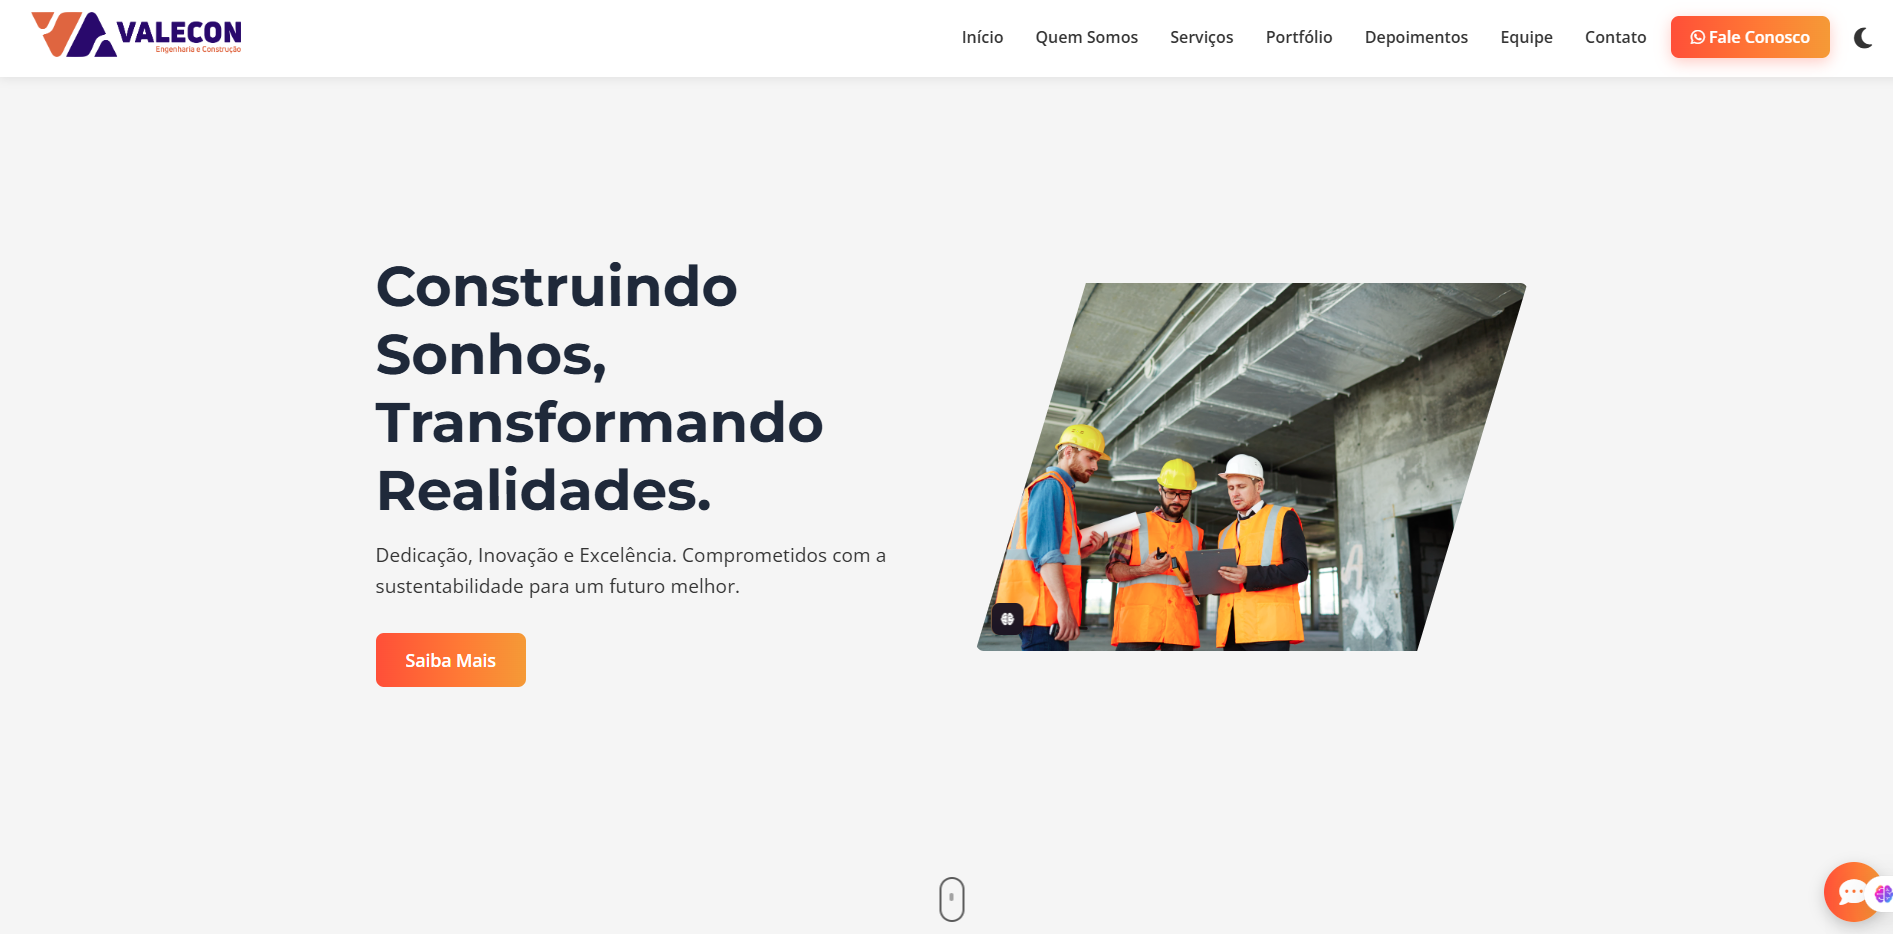 VALECON
Engenharia e Construção
Início
Quem Somos
Serviços
Portfólio
Depoimentos
Equipe
Contato
Fale Conosco
Construindo
Sonhos,
Transformando
Realidades.
Dedicação, Inovação e Excelência. Comprometidos com a
sustentabilidade para um futuro melhor.
Saiba Mais